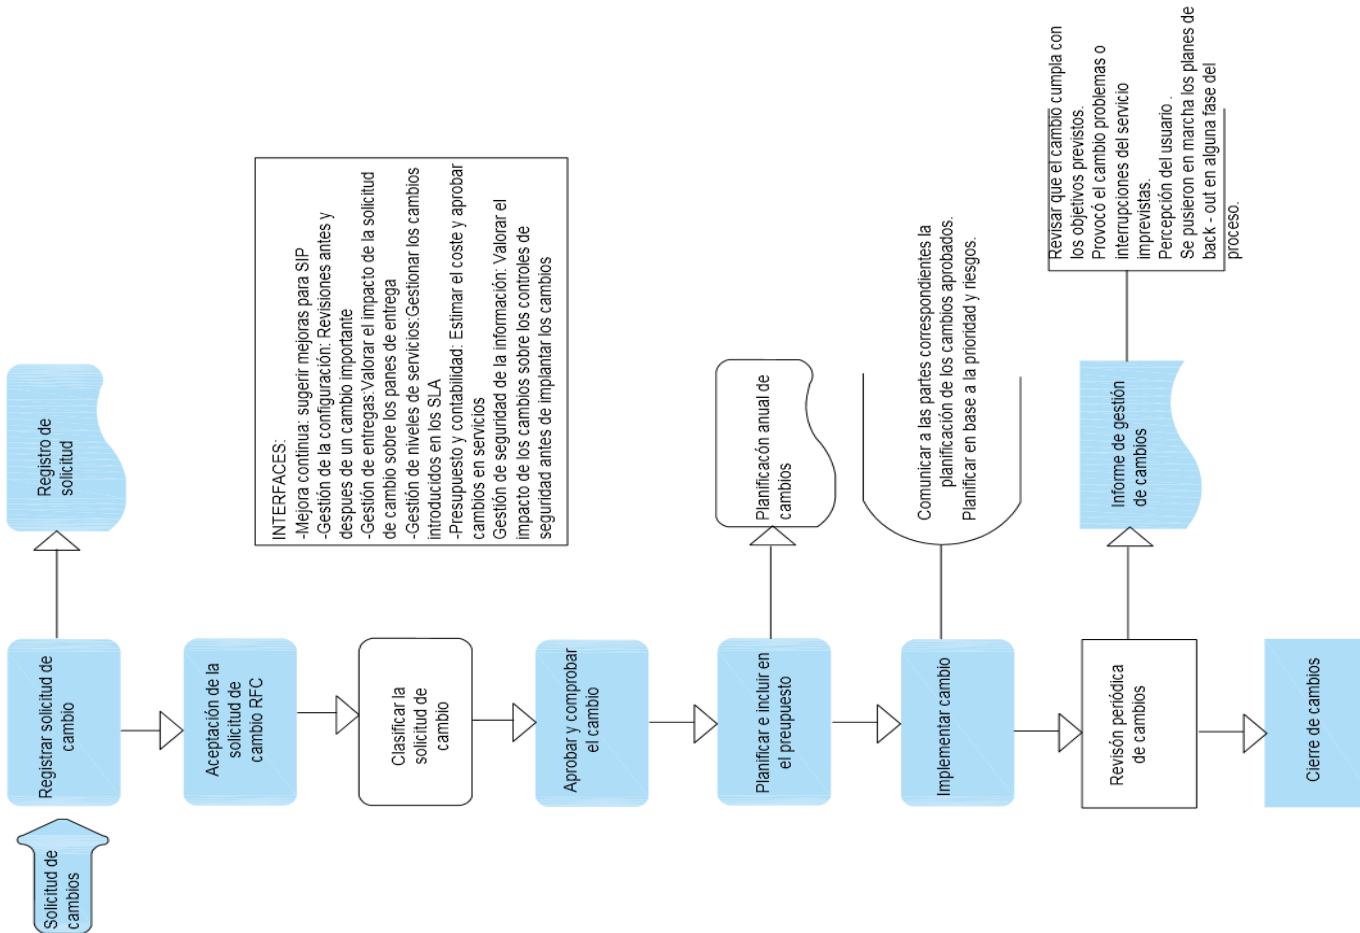 Solicitud de
cambios
Registrar solicitud de
cambio
Registro de
solicitud
Aceptación de la
solicitud de
cambio RFC
Clasificar la
solicitud de
cambio
INTERFACES:
-Mejora continua: sugerir mejoras para SIP
-Gestión de la configuración: Revisiones antes y
despues de un cambio importante
-Gestión de entregas:Valorar el impacto de la solicitud
de cambio sobre los panes de entrega
-Gestión de niveles de servicios:Gestionar los cambios
introducidos en los SLA
-Presupuesto y contabilidad: Estimar el coste y aprobar
cambios en servicios
Gestión de seguridad de la información: Valorar el
impacto de los cambios sobre los controles de
seguridad antes de implantar los cambios
Aprobar y comprobar
el cambio
Planificar e incluir en
el preupuesto
Planificacón anual de
cambios
Implementar cambio
Comunicar a las partes correspondientes la
planificación de los cambios aprobados.
Planificar en base a la prioridad y riesgos.
Revisón periódica
de cambios
Informe de gestión
de cambios
Revisar que el cambio cumpla con
los objetivos previstos.
Provocó el cambio problemas o
interrupciones del servicio
imprevistas.
Percepción del usuario .
Se pusieron en marcha los planes de
back - out en alguna fase del
proceso.
Cierre de cambios